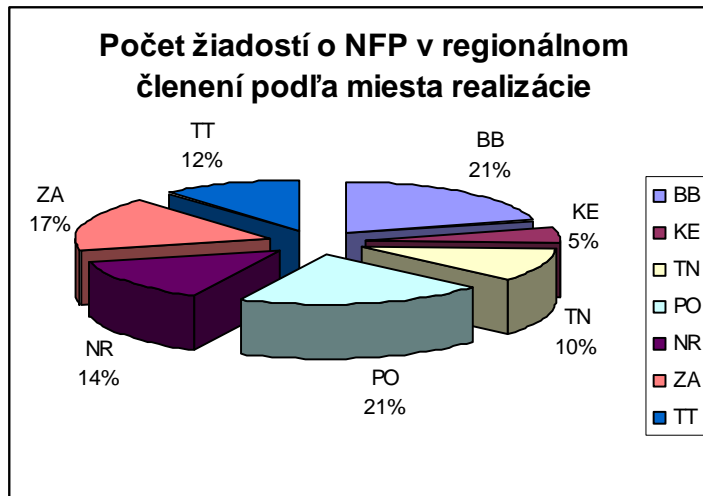 Počet žiadostí o NFP v regionálnom
členení podľa miesta realizácie
TT
12%
BB
21%
ZA
17%
KE
5%
NR
14%
PO
21%
TN
10%
BB
KE
TN
PO
NR
ZA
TT